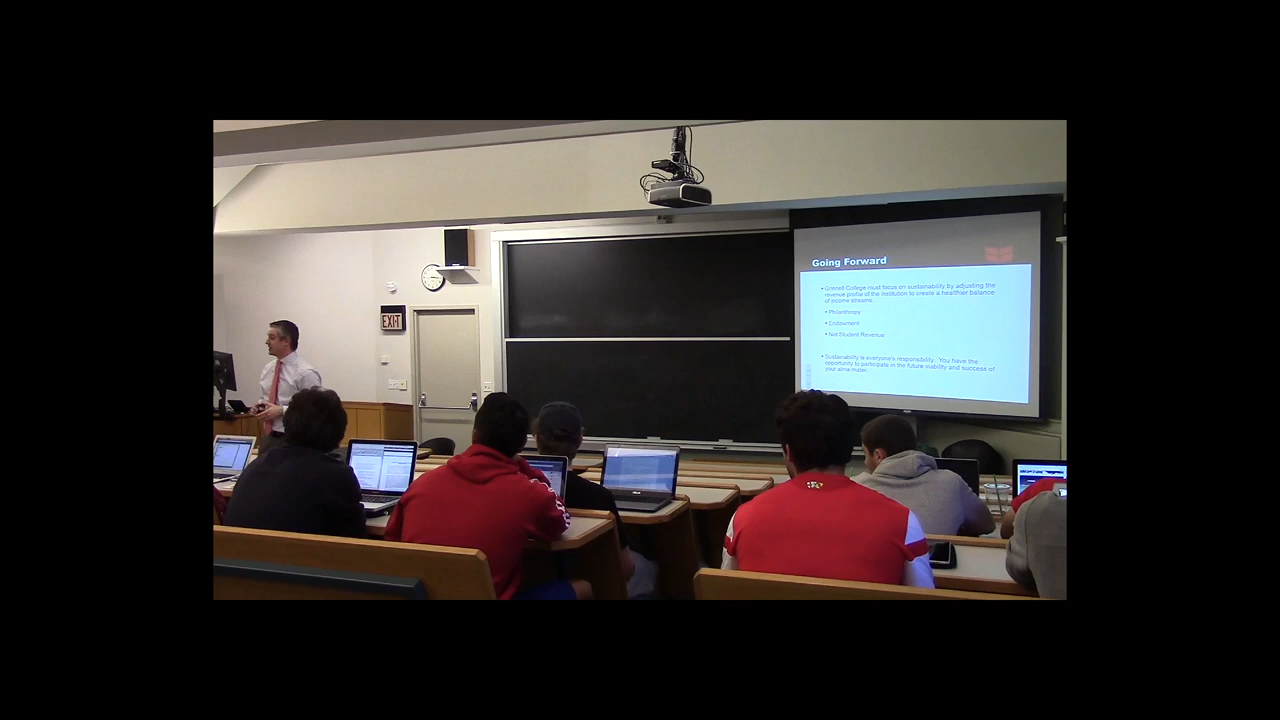 Going Forward
• Grinnell College must focus on sustainability by adjusting the
revenue profile of the institution to create a healthier balance
of income streams.
• Philanthropy
• Endowment
• Net Student Revenue
• Sustainability is everyone's responsibility. You have the
opportunity to participate in the future viability and success of
your alma mater.
EXIT
ASUS